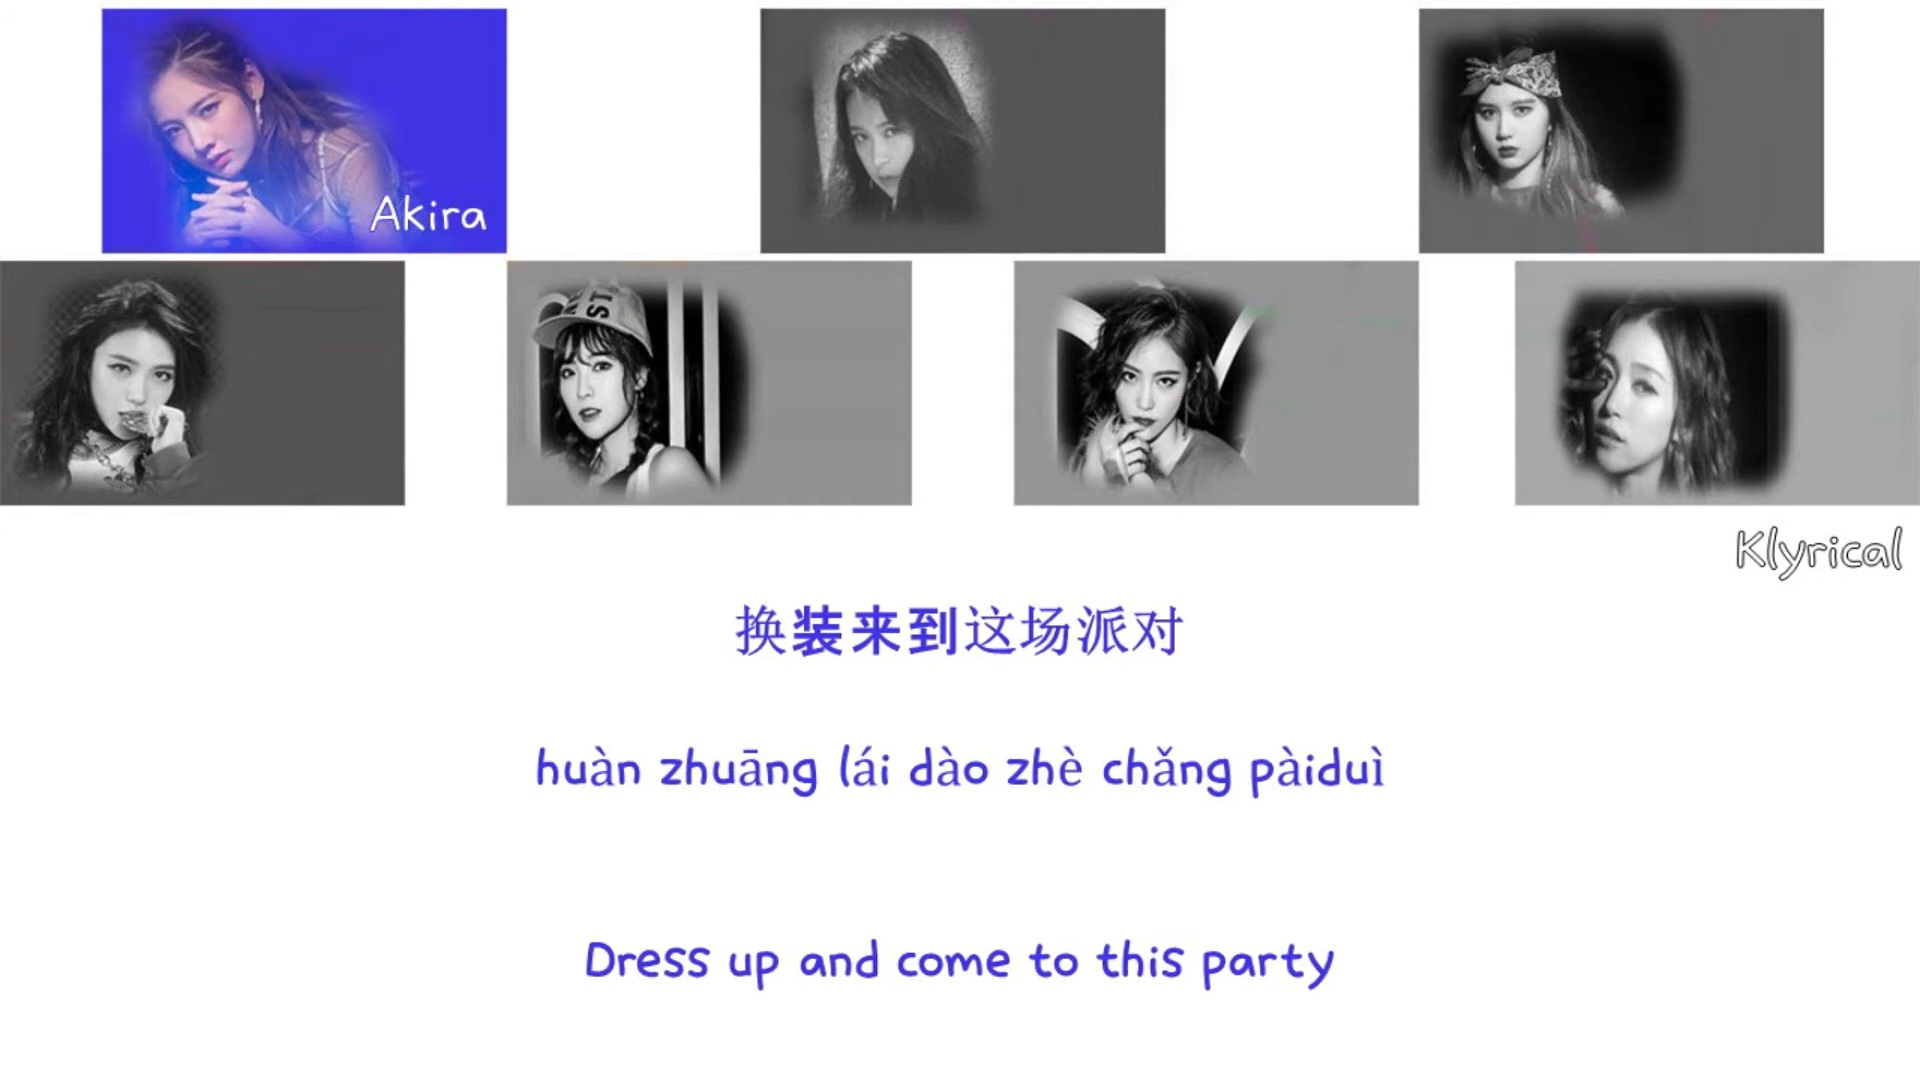 Akira
Klyrical
换装来到这场派对
huàn zhuāng lái dào zhè chǎng pàiduì
Dress up and come to this party